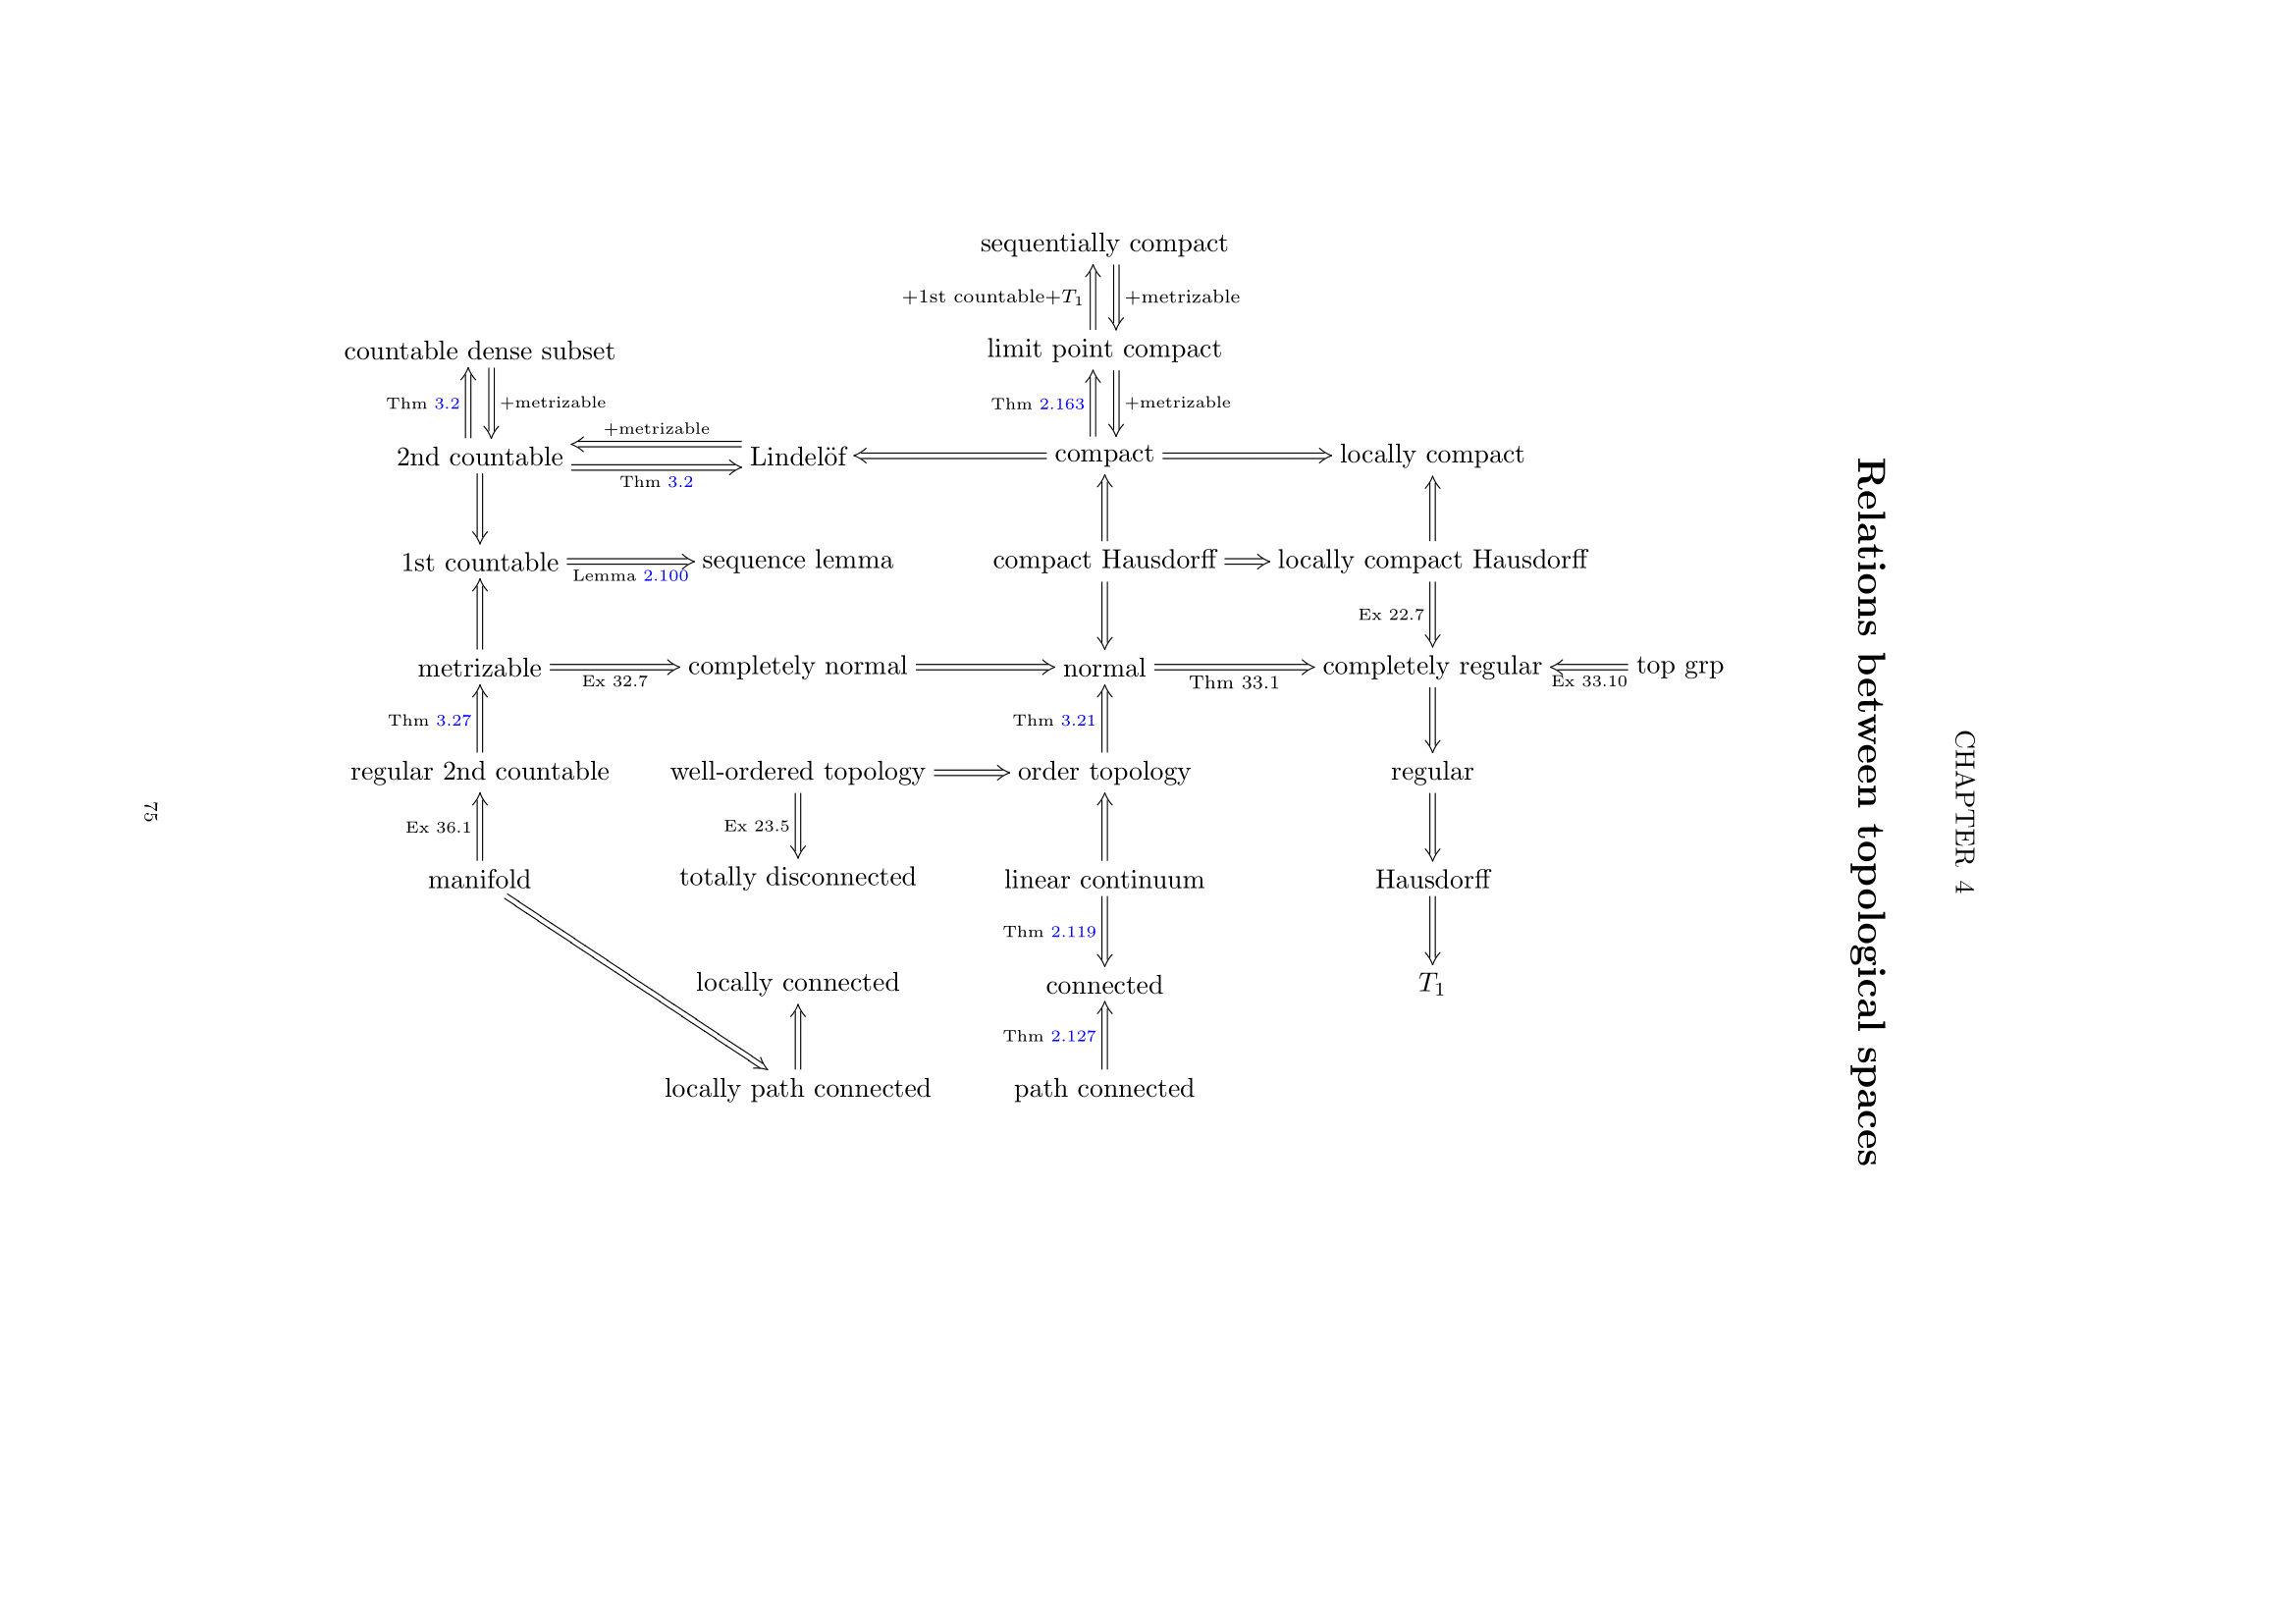 CHAPTER 4
Relations between topological spaces
sequentially compact
+1st countable+T₁ +metrizable
countable dense subset limit point compact
Thm 3.2 +metrizable Thm 2.163 +metrizable
+metrizable
2nd countable Lindelöf compact locally compact
Thm 3.2
1st countable sequence lemma compact Hausdorff locally compact Hausdorff
Lemma 2.100
Ex 22.7
metrizable completely normal normal completely regular top grp
Ex 32.7 Thm 33.1 Ex 33.10
Thm 3.27 Thm 3.21
regular 2nd countable well-ordered topology order topology regular
Ex 36.1 Ex 23.5
manifold totally disconnected linear continuum Hausdorff
Thm 2.119
locally connected connected T₁
Thm 2.127
locally path connected path connected
75